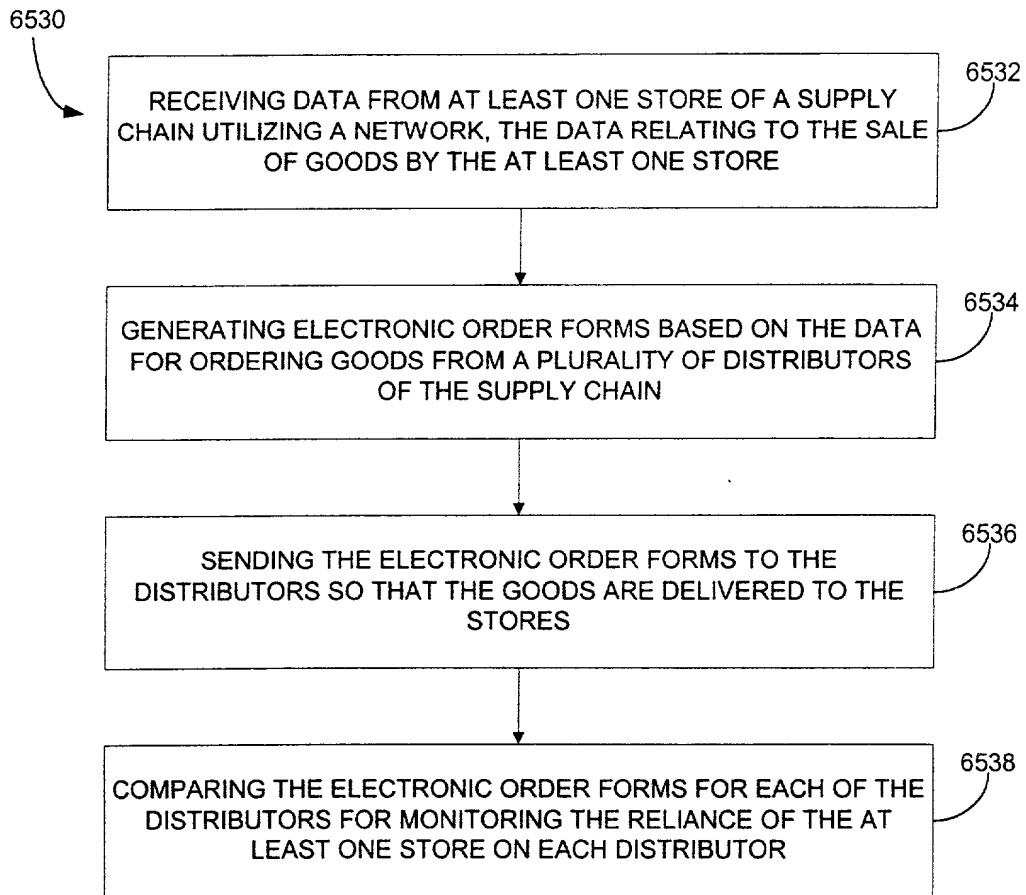 6530
6532
RECEIVING DATA FROM AT LEAST ONE STORE OF A SUPPLY
CHAIN UTILIZING A NETWORK, THE DATA RELATING TO THE SALE
OF GOODS BY THE AT LEAST ONE STORE
6534
GENERATING ELECTRONIC ORDER FORMS BASED ON THE DATA
FOR ORDERING GOODS FROM A PLURALITY OF DISTRIBUTORS
OF THE SUPPLY CHAIN
6536
SENDING THE ELECTRONIC ORDER FORMS TO THE
DISTRIBUTORS SO THAT THE GOODS ARE DELIVERED TO THE
STORES
6538
COMPARING THE ELECTRONIC ORDER FORMS FOR EACH OF THE
DISTRIBUTORS FOR MONITORING THE RELIANCE OF THE AT
LEAST ONE STORE ON EACH DISTRIBUTOR